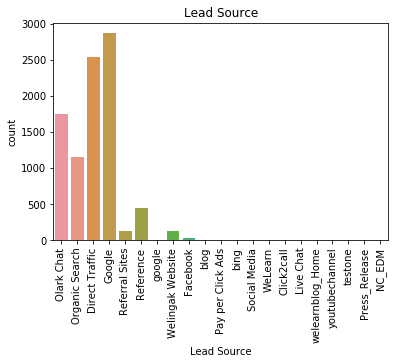 Lead Source
3000
2500
2000
1500
1000
500
0
count
Olark Chat
Organic Search
Direct Traffic
Google
Referral Sites
Reference
google
Welingak Website
Facebook
blog
Pay per Click Ads
bing
Social Media
WeLearn
Click2call
Live Chat
welearnblog_Home
youtubechannel
testone
Press_Release
NC_EDM
Lead Source